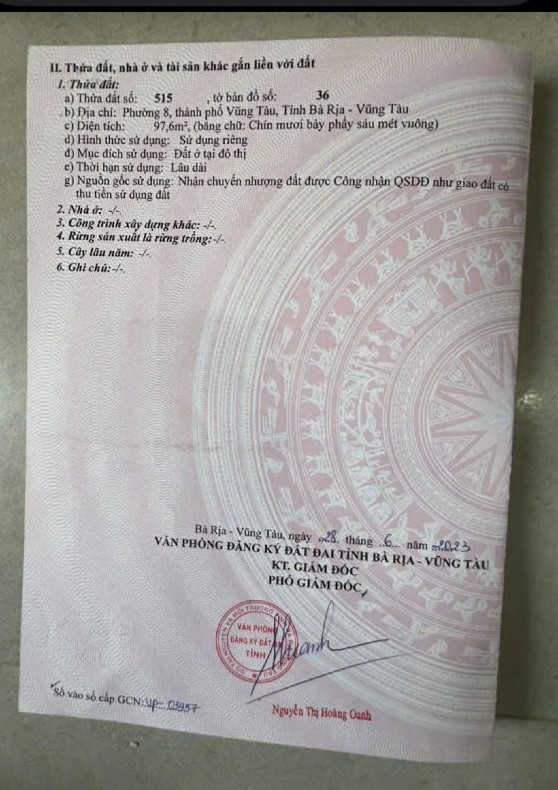 II. Thửa đất, nhà ở và tài sản khác gắn liền với đất
1. Thửa đất:
a) Thửa đất số: 515 , tờ bản đồ số: 36
b) Địa chỉ: Phường 8, thành phố Vũng Tàu, Tỉnh Bà Rịa - Vũng Tàu
c) Diện tích: 97,6m², (bằng chữ: Chín mươi bảy phẩy sáu mét vuông)
d) Hình thức sử dụng: Sử dụng riêng
đ) Mục đích sử dụng: Đất ở tại đô thị
e) Thời hạn sử dụng: Lâu dài
g) Nguồn gốc sử dụng: Nhận chuyển nhượng đất được Công nhận QSDĐ như giao đất có
thu tiền sử dụng đất
2. Nhà ở: -/-.
3. Công trình xây dựng khác: -/-.
4. Rừng sản xuất là rừng trồng:-/-.
5. Cây lâu năm: -/-.
6. Ghi chú:-/-.
Bà Rịa - Vũng Tàu, ngày 28 tháng 6 năm 2023
VĂN PHÒNG ĐĂNG KÝ ĐẤT ĐAI TỈNH BÀ RỊA - VŨNG TÀU
KT. GIÁM ĐỐC
PHÓ GIÁM ĐỐC
VĂN PHÒNG
ĐĂNG KÝ ĐẤT
TỈNH
Số vào sổ cấp GCN: 03957
Nguyễn Thị Hoàng Oanh